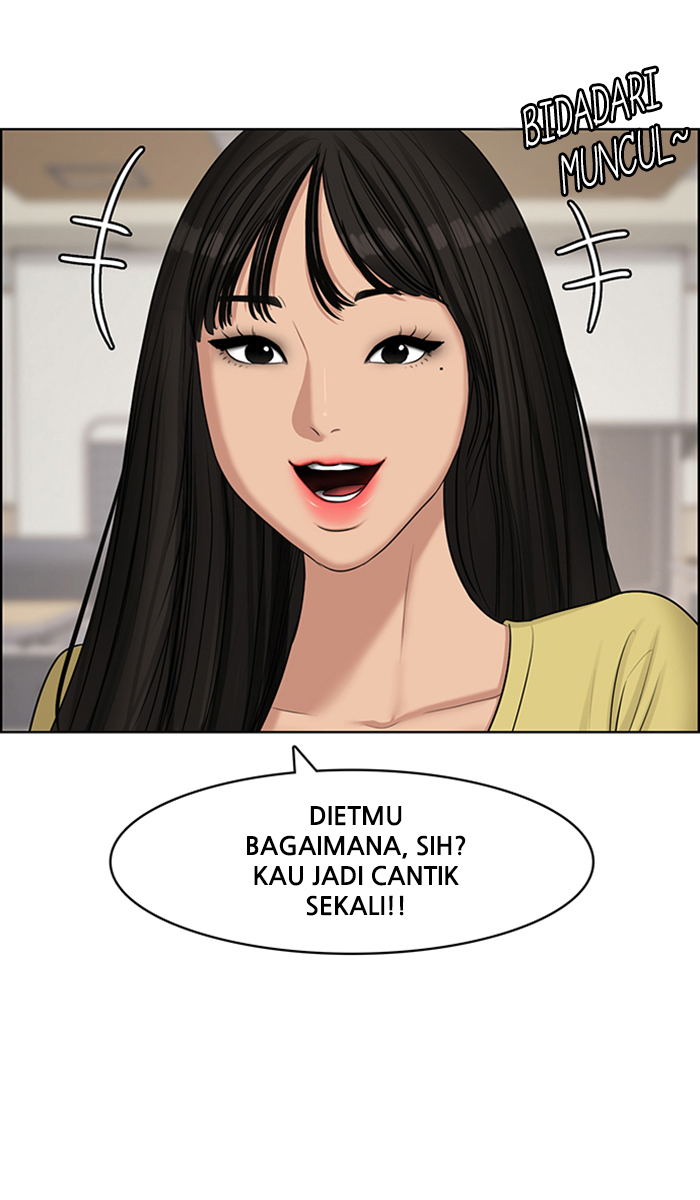 BIDADARI
MUNCUL~
DIETMU
BAGAIMANA, SIH?
KAU JADI CANTIK
SEKALI!!